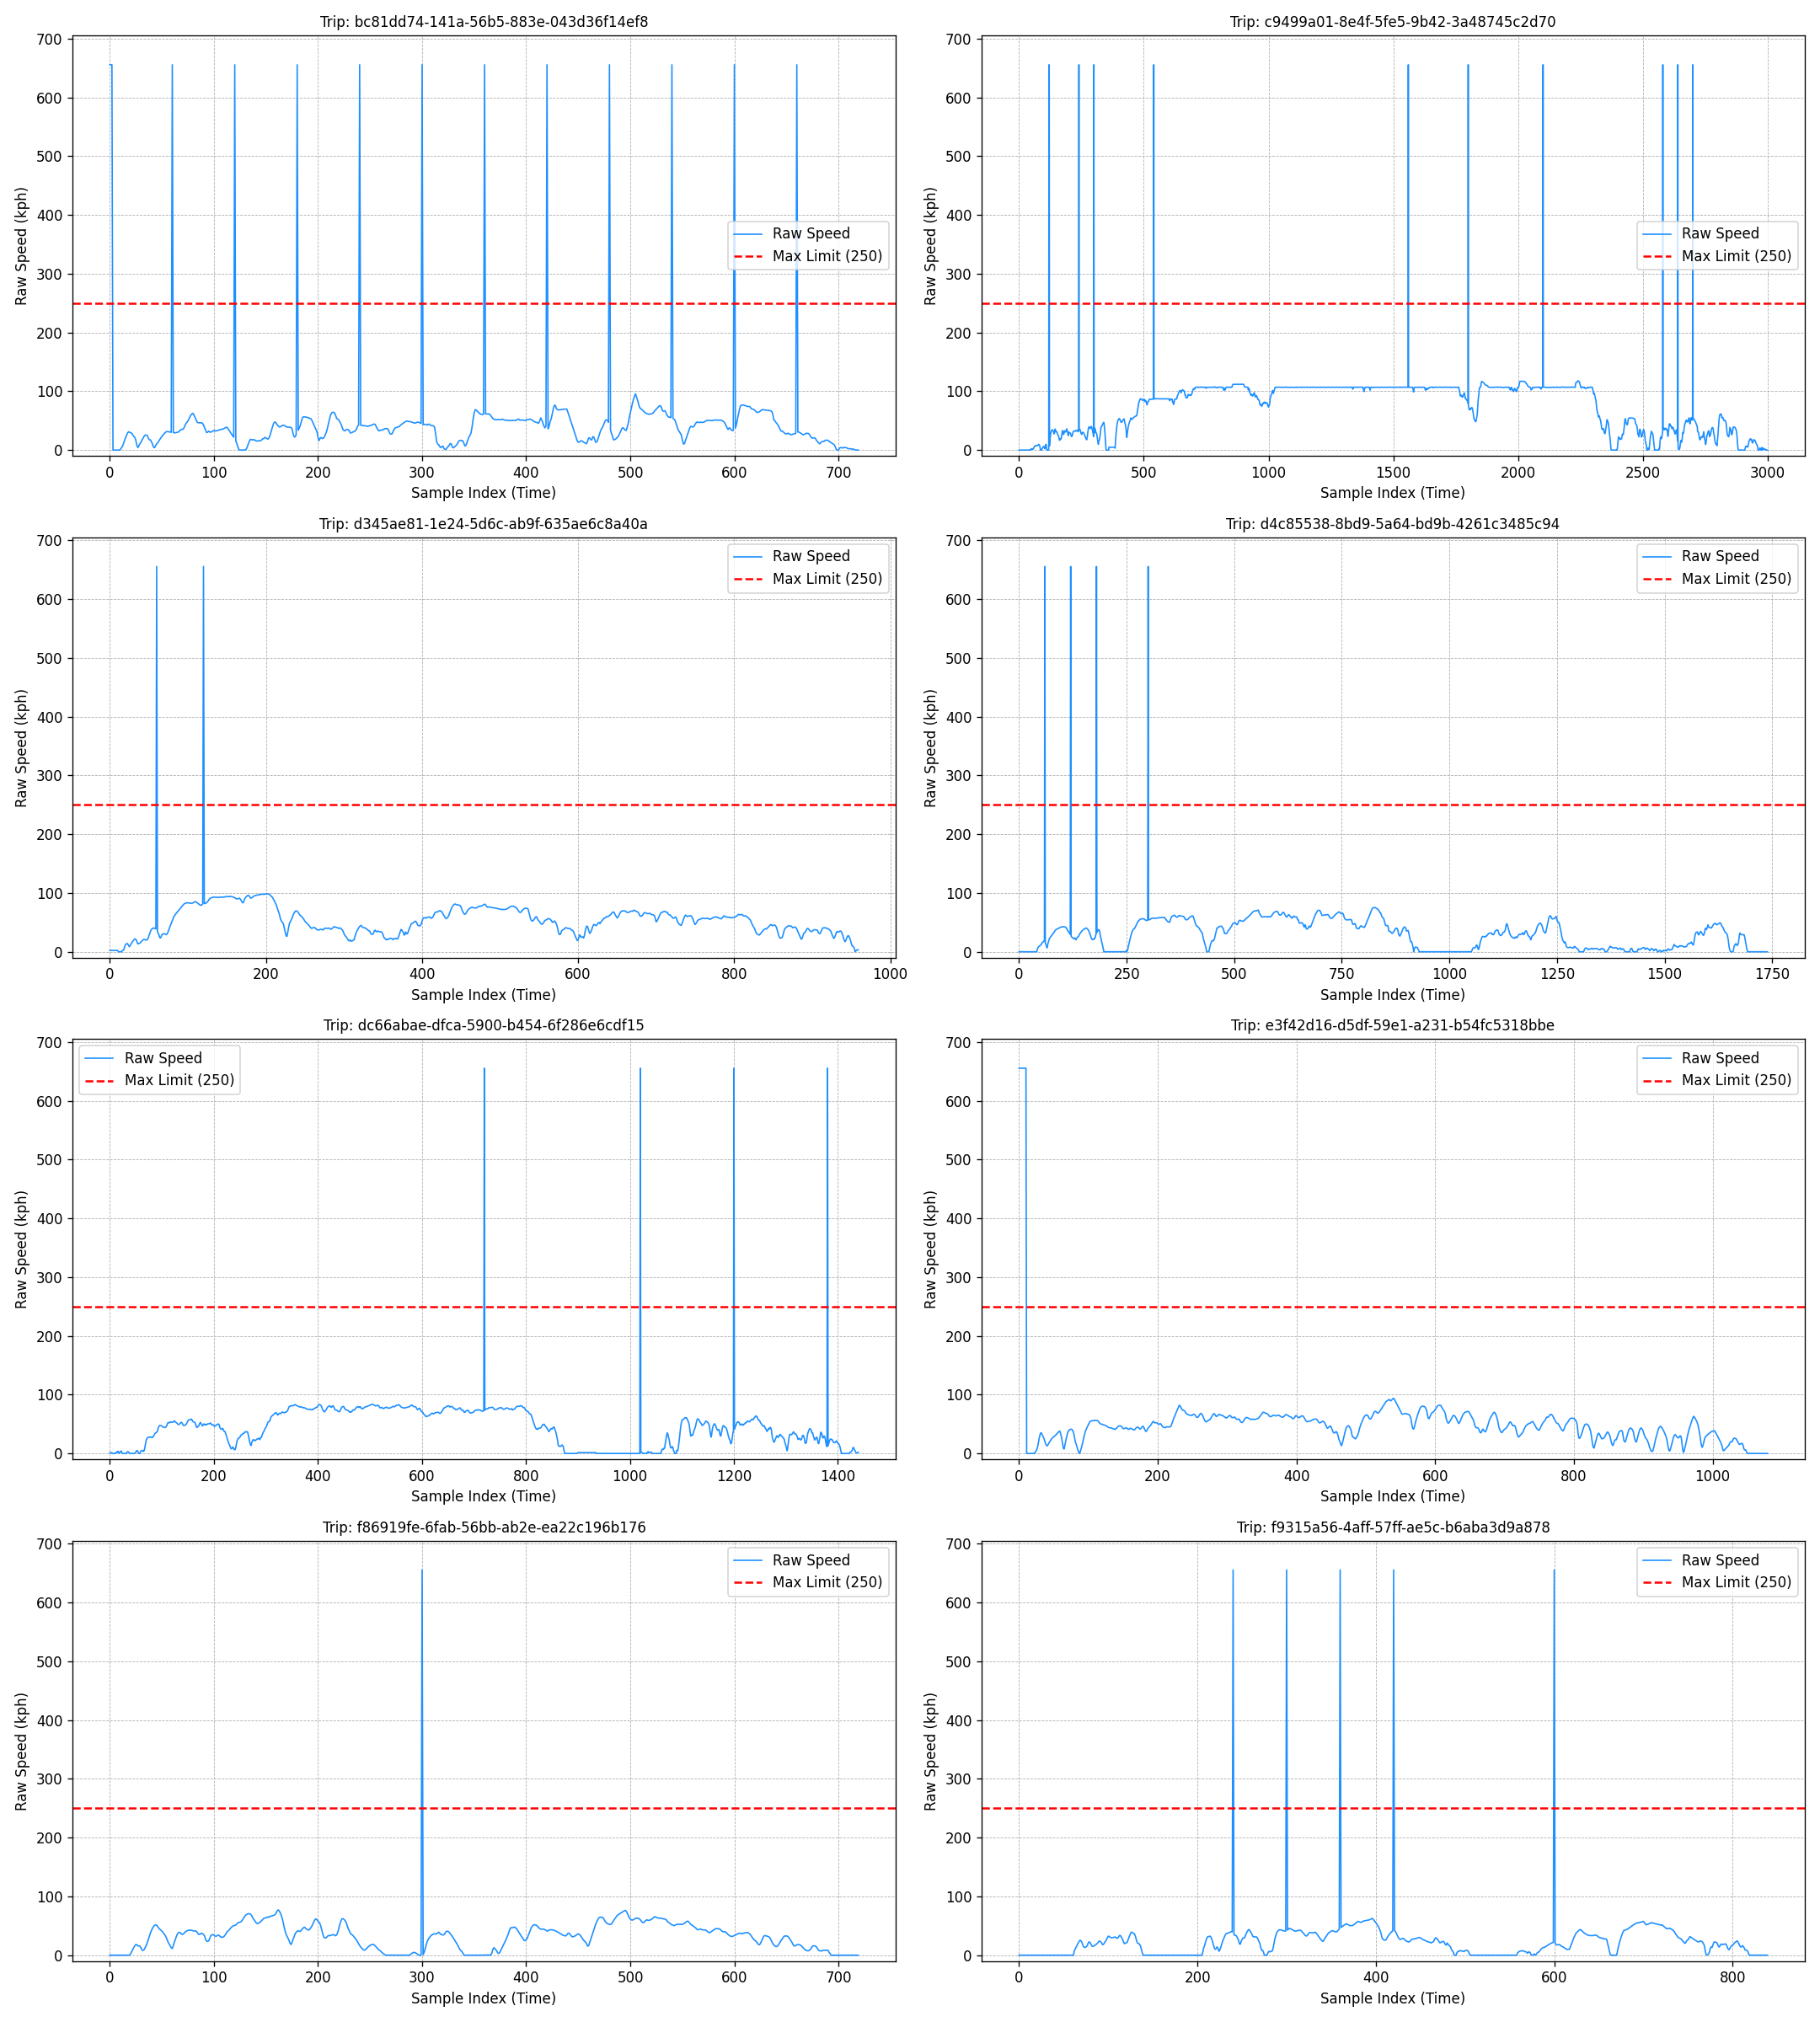 Trip: bc81dd74-141a-56b5-883e-043d36f14ef8
700
600
500
400
300
200
100
0
Raw Speed (kph)
Raw Speed
Max Limit (250)
0 100 200 300 400 500 600 700
Sample Index (Time)
Trip: c9499a01-8e4f-5fe5-9b42-3a48745c2d70
700
600
500
400
300
200
100
0
Raw Speed (kph)
Raw Speed
Max Limit (250)
0 500 1000 1500 2000 2500 3000
Sample Index (Time)
Trip: d345ae81-1e24-5d6c-ab9f-635ae6c8a40a
700
600
500
400
300
200
100
0
Raw Speed (kph)
Raw Speed
Max Limit (250)
0 200 400 600 800 1000
Sample Index (Time)
Trip: d4c85538-8bd9-5a64-bd9b-4261c3485c94
700
600
500
400
300
200
100
0
Raw Speed (kph)
Raw Speed
Max Limit (250)
0 250 500 750 1000 1250 1500 1750
Sample Index (Time)
Trip: dc66abae-dfca-5900-b454-6f286e6cdf15
700
600
500
400
300
200
100
0
Raw Speed (kph)
Raw Speed
Max Limit (250)
0 200 400 600 800 1000 1200 1400
Sample Index (Time)
Trip: e3f42d16-d5df-59e1-a231-b54fc5318bbe
700
600
500
400
300
200
100
0
Raw Speed (kph)
Raw Speed
Max Limit (250)
0 200 400 600 800 1000
Sample Index (Time)
Trip: f86919fe-6fab-56bb-ab2e-ea22c196b176
700
600
500
400
300
200
100
0
Raw Speed (kph)
Raw Speed
Max Limit (250)
0 100 200 300 400 500 600 700
Sample Index (Time)
Trip: f9315a56-4aff-57ff-ae5c-b6aba3d9a878
700
600
500
400
300
200
100
0
Raw Speed (kph)
Raw Speed
Max Limit (250)
0 200 400 600 800
Sample Index (Time)